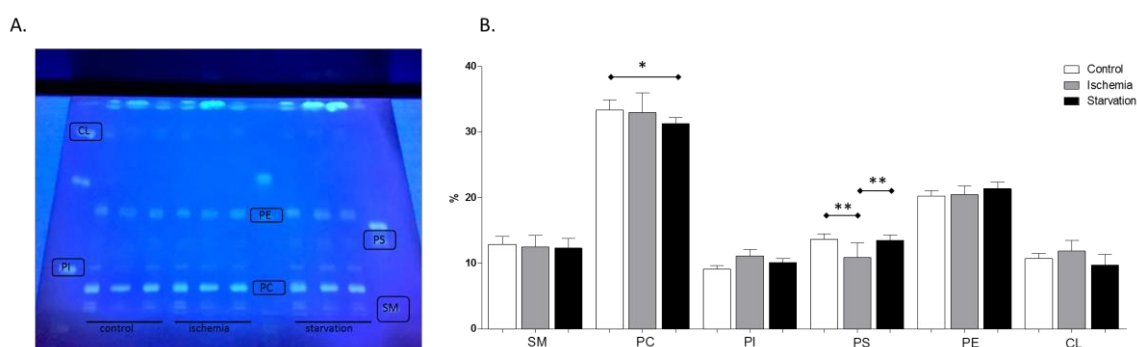 A.
CL
PE
PS
PI
PC
SM
control
ischemia
starvation
B.
40
30
20
10
0
%
*
**
**
Control
Ischemia
Starvation
SM
PC
PI
PS
PE
CL